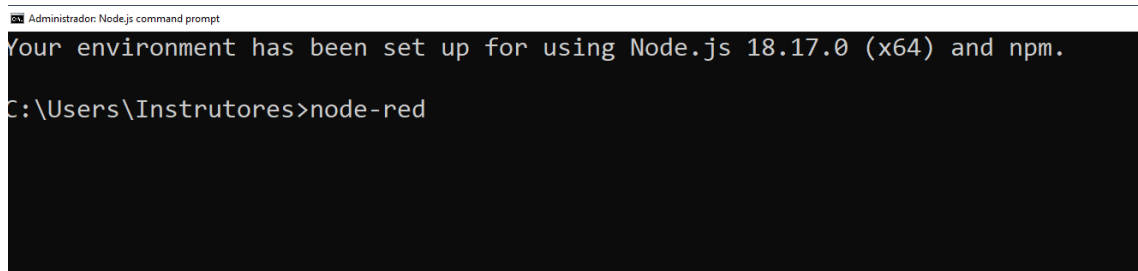 Administrador: Node.js command prompt
Your environment has been set up for using Node.js 18.17.0 (x64) and npm.
C:\Users\Instrutores>node-red